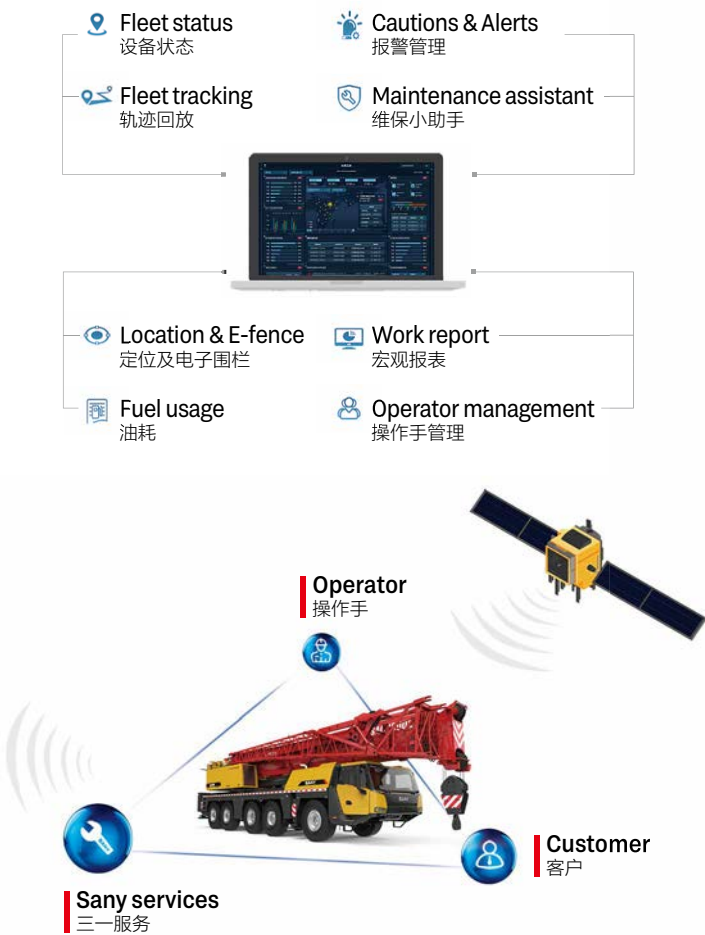 Fleet status
设备状态
Cautions & Alerts
报警管理
Fleet tracking
轨迹回放
Maintenance assistant
维保小助手
Location & E-fence
定位及电子围栏
Work report
宏观报表
Fuel usage
油耗
Operator management
操作手管理
Operator
操作手
Customer
客户
Sany services
三一服务